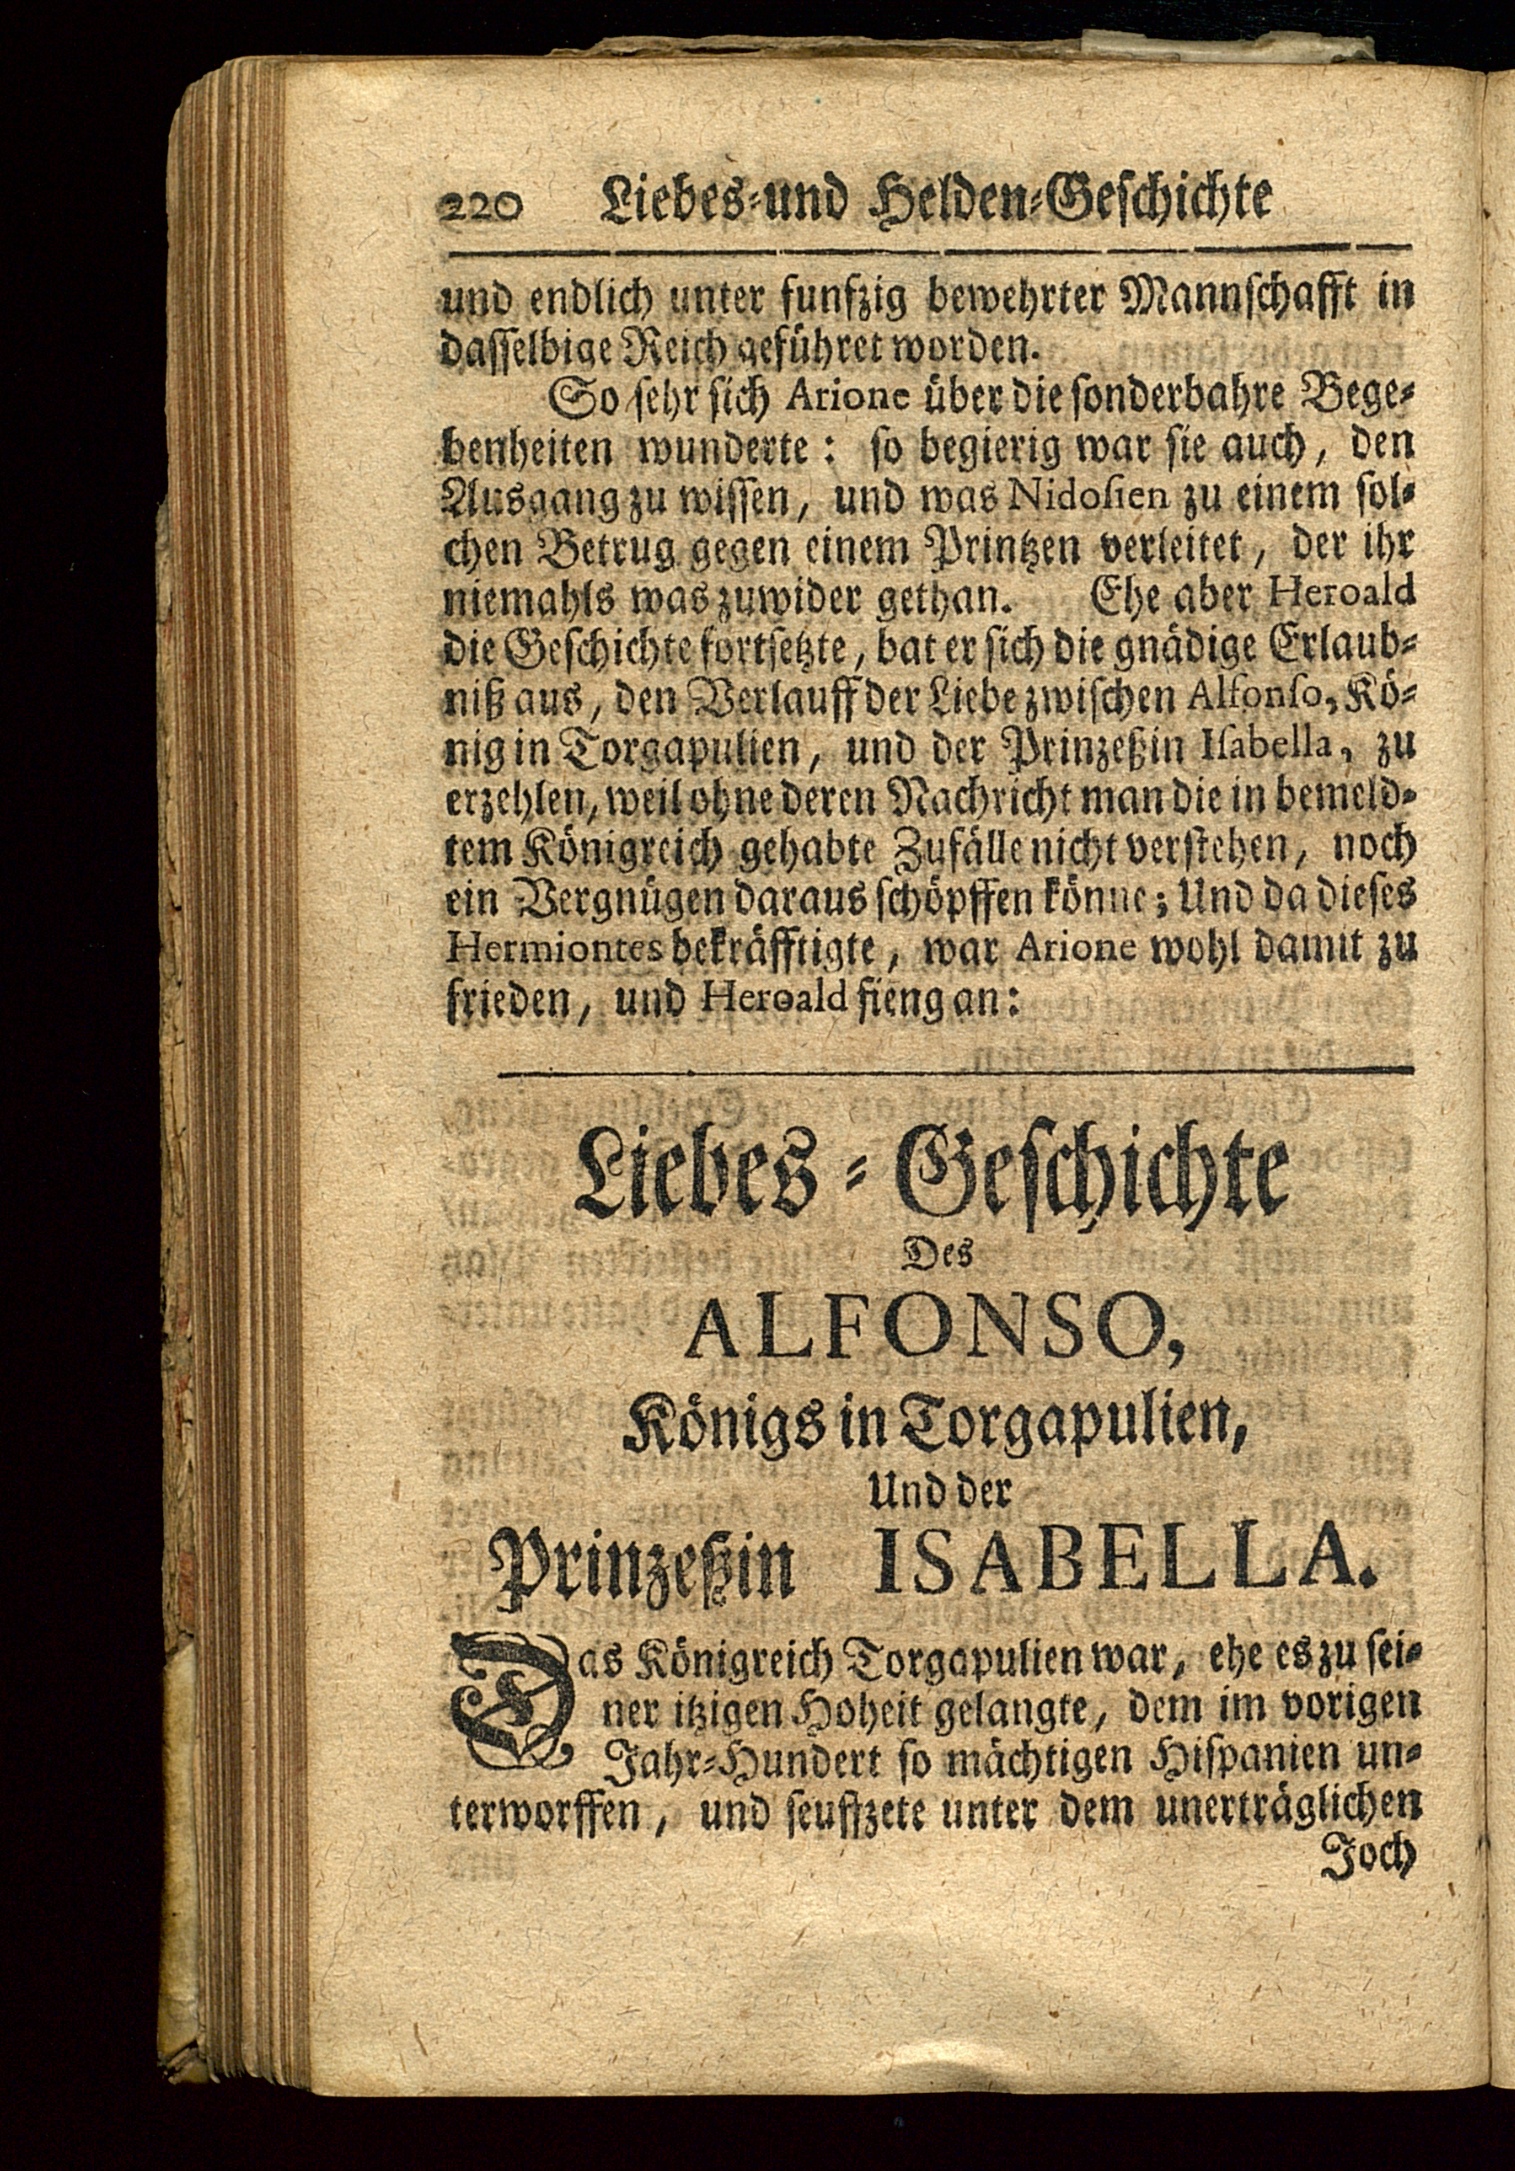 220 Liebes-und Helden-Geschichte
und endlich unter funfzig bewehrter Mannschafft in
dasselbige Reich geführet worden.
So sehr sich Arione über die sonderbahre Bege-
benheiten wunderte: so begierig war sie auch, den
Ausgang zu wissen, und was Nidosien zu einem sol-
chen Betrug gegen einem Printzen verleitet, der ihr
niemahls was zuwider gethan. Ehe aber Heroald
die Geschichte fortsetzte, bat er sich die gnädige Erlaub-
niß aus, den Verlauff der Liebe zwischen Alfonso, Kö-
nig in Torgapulien, und der Prinzeßin Isabella, zu
erzehlen, weil ohne deren Nachricht man die in bemeld-
tem Königreich gehabte Zufälle nicht verstehen, noch
ein Vergnügen daraus schöpffen könne; Und da dieses
Hermiontes bekräfftigte, war Arione wohl damit zu
frieden, und Heroald fieng an:
Liebes-Geschichte
Des
ALFONSO,
Königs in Torgapulien,
Und der
Prinzeßin ISABELLA.
Das Königreich Torgapulien war, ehe es zu sei-
ner itzigen Hoheit gelangte, dem im vorigen
Jahr-Hundert so mächtigen Hispanien un-
terworffen, und seufftzete unter dem unerträglichen
Joch